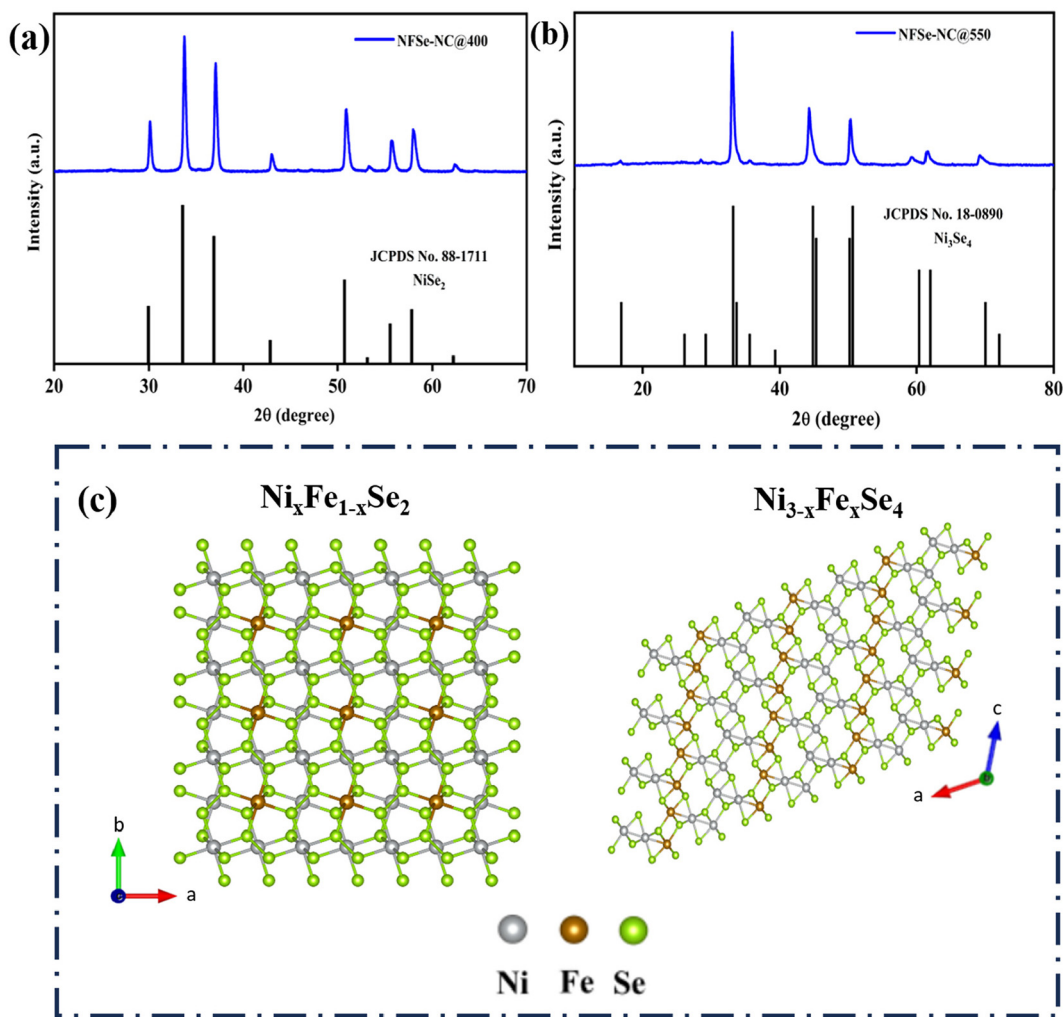 (a)
NFSe-NC@400
Intensity (a.u.)
JCPDS No. 88-1711
NiSe₂
20 30 40 50 60 70
2θ (degree)
(b)
NFSe-NC@550
Intensity (a.u.)
JCPDS No. 18-0890
Ni₃Se₄
20 40 60 80
2θ (degree)
(c)
NiₓFe₁₋ₓSe₂
Ni₃₋ₓFeₓSe₄
b
a
c
a
Ni Fe Se